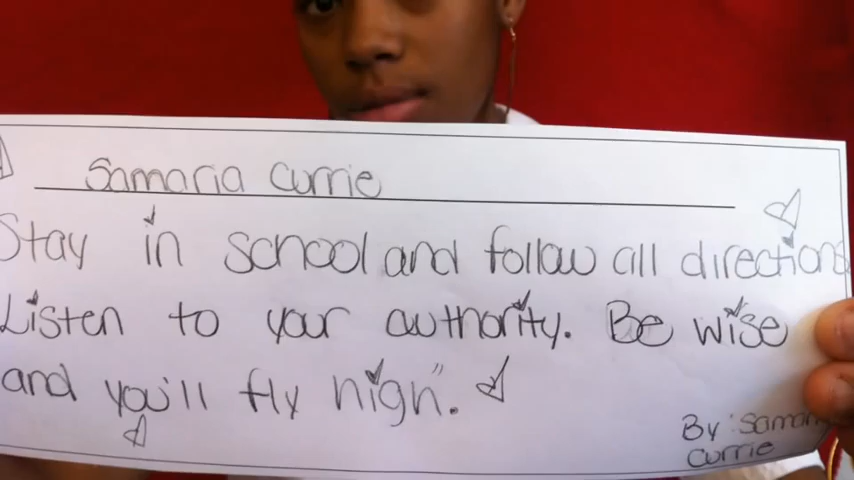 Samaria Currie
Stay in school and follow all directions
Listen to your authority. Be wise
and you'll fly high".
By: Samari
Currie